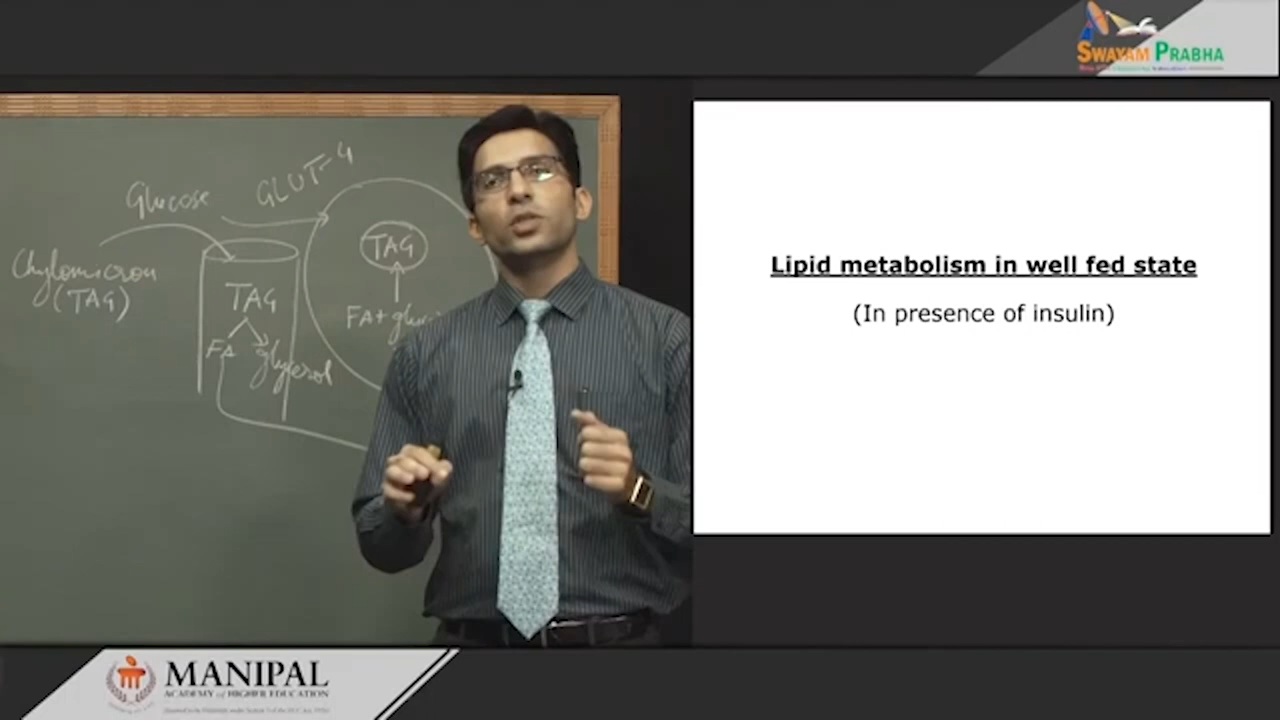 SWAYAM PRABHA
Glucose
GLUT-4
Chylomicron
(TAG)
TAG
FA
glycerol
TAG
FA+
Lipid metabolism in well fed state
(In presence of insulin)
MANIPAL
ACADEMY of HIGHER EDUCATION